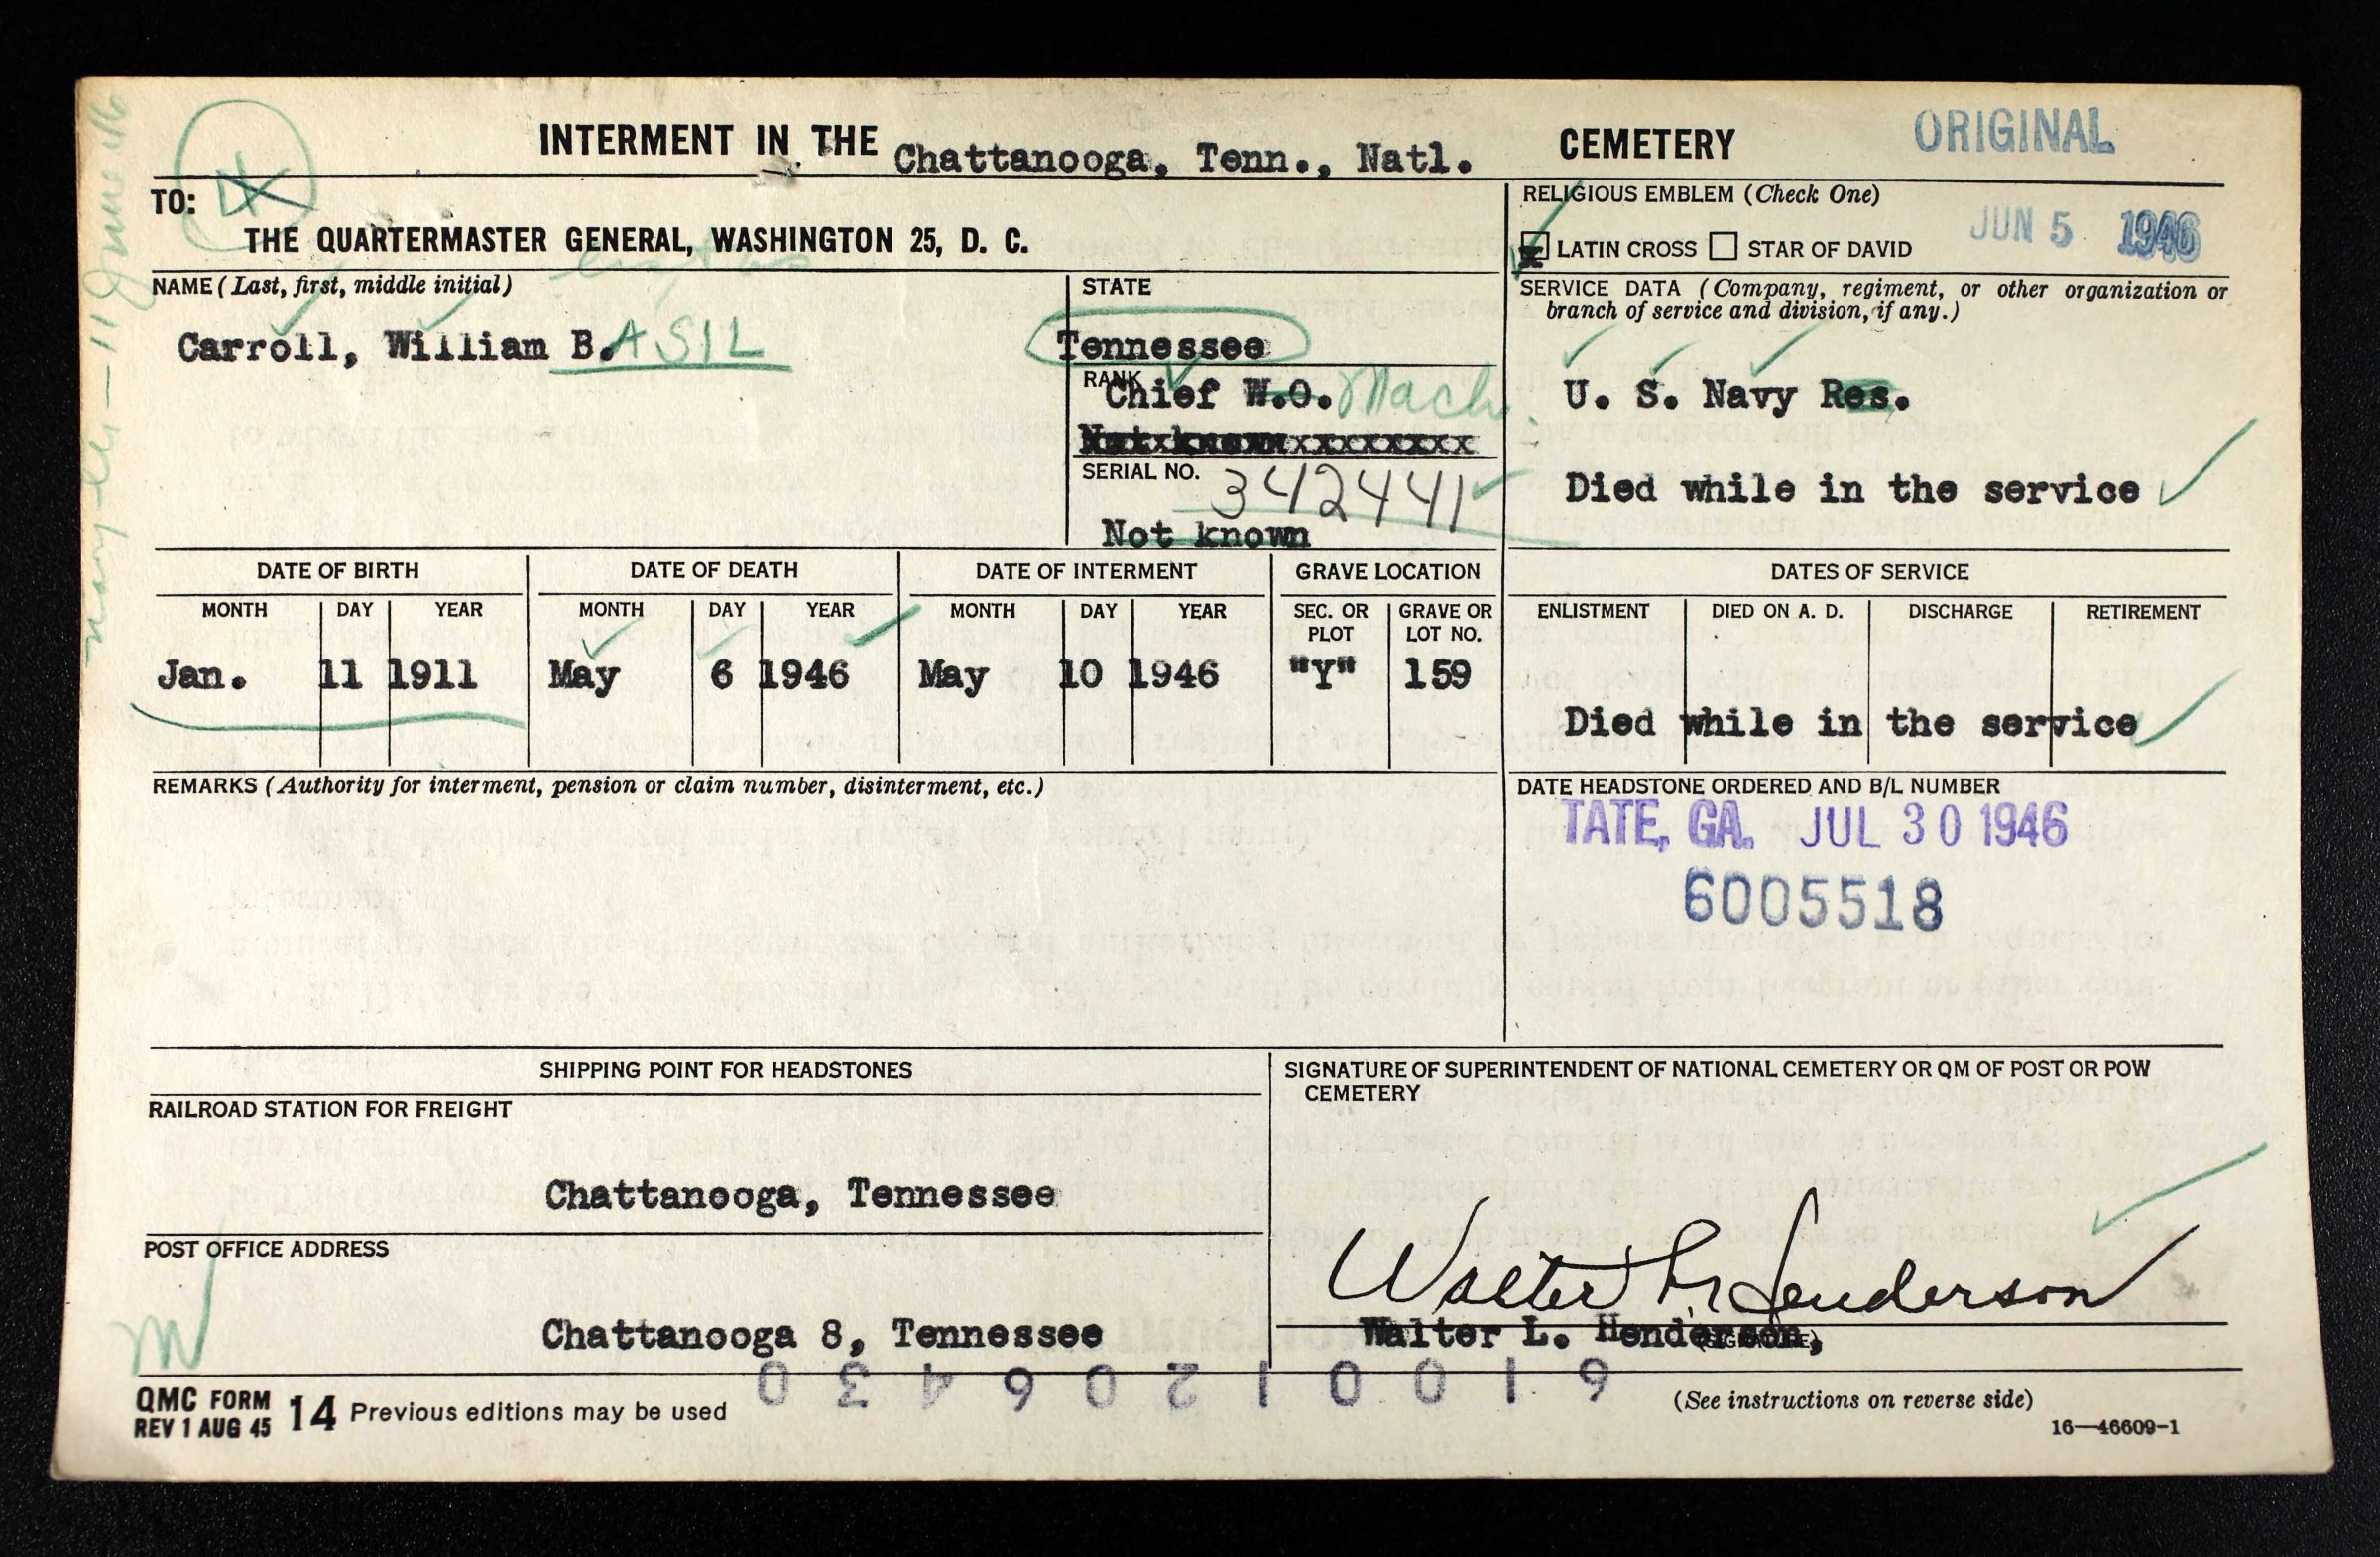 INTERMENT IN THE Chattanooga, Tenn., Natl. CEMETERY ORIGINAL
TO:
THE QUARTERMASTER GENERAL, WASHINGTON 25, D. C.
RELIGIOUS EMBLEM (Check One)
JUN 5 1946
x LATIN CROSS STAR OF DAVID
NAME (Last, first, middle initial)
Carroll, William B. ASIL
STATE
Tennessee
RANK
Chief W.O. Mach.
Not known xxxxxxxxx
SERIAL NO. 342441
Not known
SERVICE DATA (Company, regiment, or other organization or
branch of service and division, if any.)
U. S. Navy Res.
Died while in the service
DATE OF BIRTH DATE OF DEATH DATE OF INTERMENT GRAVE LOCATION DATES OF SERVICE
MONTH DAY YEAR MONTH DAY YEAR MONTH DAY YEAR SEC. OR PLOT GRAVE OR LOT NO. ENLISTMENT DIED ON A. D. DISCHARGE RETIREMENT
Jan. 11 1911 May 6 1946 May 10 1946 "Y" 159
Died while in the service
REMARKS (Authority for interment, pension or claim number, disinterment, etc.)
DATE HEADSTONE ORDERED AND B/L NUMBER
TATE, GA. JUL 30 1946
6005518
SHIPPING POINT FOR HEADSTONES
RAILROAD STATION FOR FREIGHT
Chattanooga, Tennessee
POST OFFICE ADDRESS
Chattanooga 8, Tennessee
SIGNATURE OF SUPERINTENDENT OF NATIONAL CEMETERY OR QM OF POST OR POW
CEMETERY
Walter L. Henderson
Walter L. Henderson,
61001206430
QMC FORM
REV 1 AUG 45 14 Previous editions may be used
(See instructions on reverse side)
16—46609-1
June 46